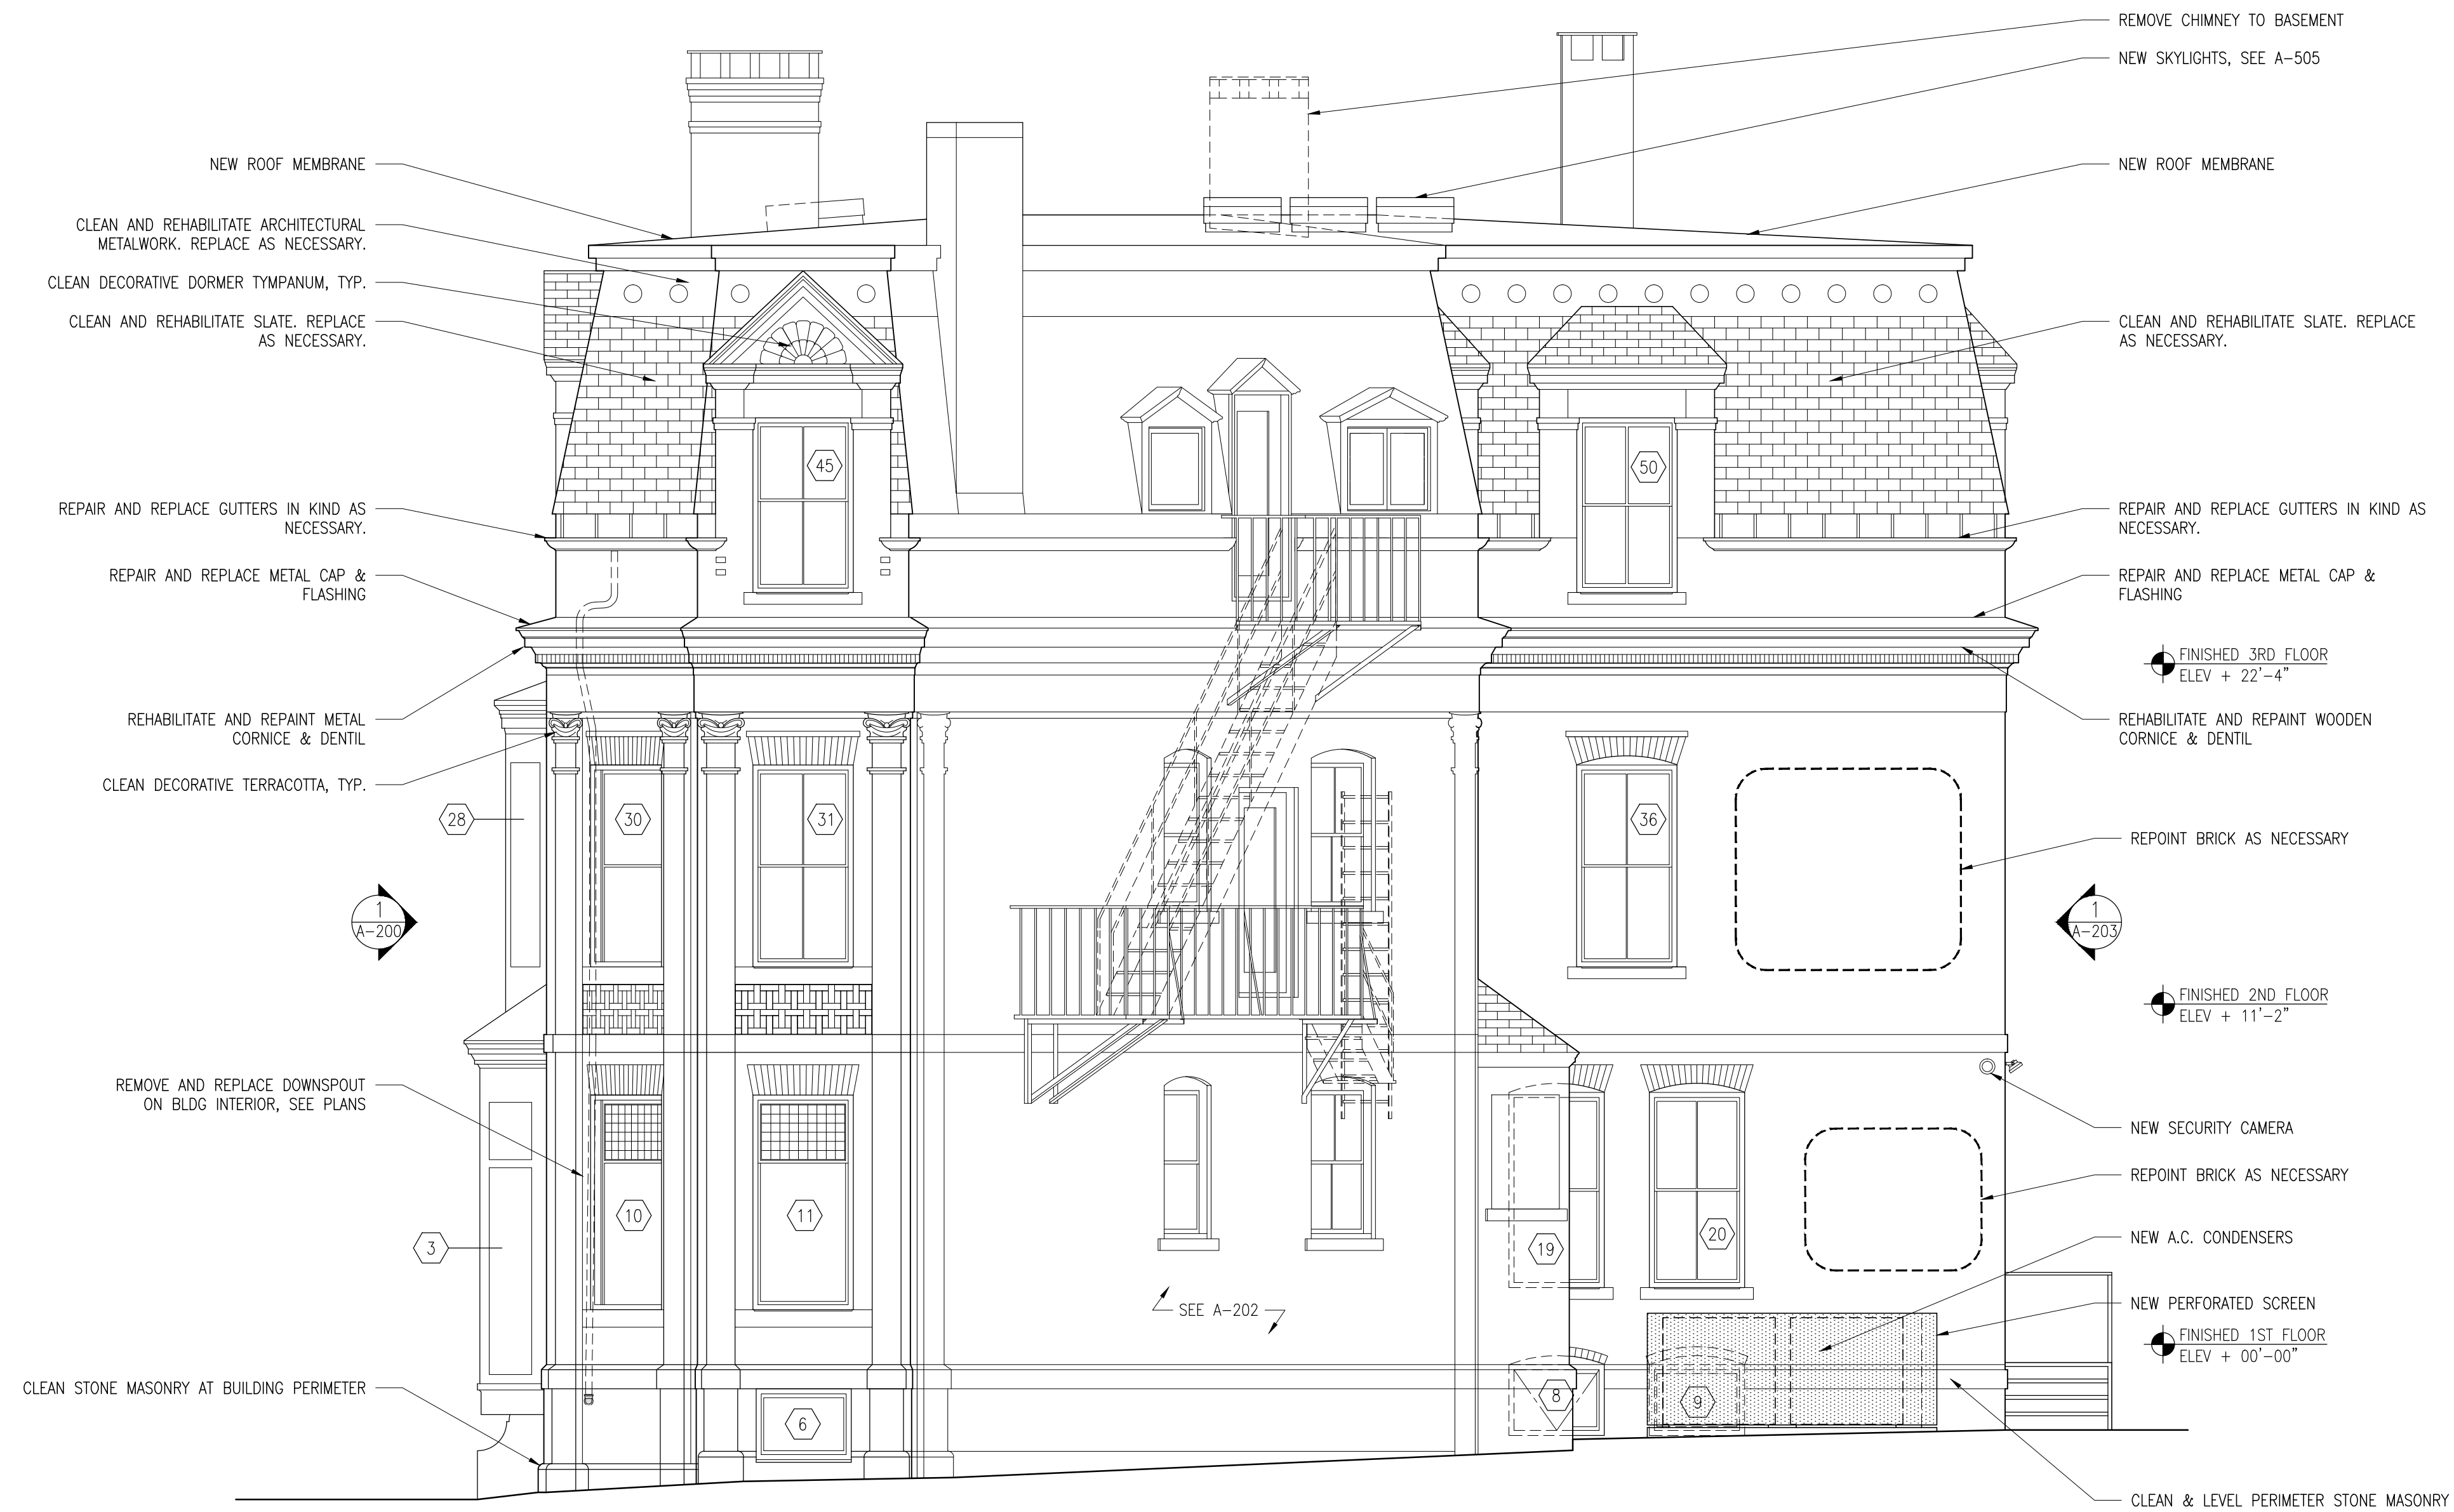 REMOVE CHIMNEY TO BASEMENT
NEW SKYLIGHTS, SEE A-505
NEW ROOF MEMBRANE
NEW ROOF MEMBRANE
CLEAN AND REHABILITATE ARCHITECTURAL
METALWORK. REPLACE AS NECESSARY.
CLEAN DECORATIVE DORMER TYMPANUM, TYP.
CLEAN AND REHABILITATE SLATE. REPLACE
AS NECESSARY.
CLEAN AND REHABILITATE SLATE. REPLACE
AS NECESSARY.
45
50
REPAIR AND REPLACE GUTTERS IN KIND AS
NECESSARY.
REPAIR AND REPLACE GUTTERS IN KIND AS
NECESSARY.
REPAIR AND REPLACE METAL CAP &
FLASHING
REPAIR AND REPLACE METAL CAP &
FLASHING
FINISHED 3RD FLOOR
ELEV + 22'-4"
REHABILITATE AND REPAINT METAL
CORNICE & DENTIL
REHABILITATE AND REPAINT WOODEN
CORNICE & DENTIL
CLEAN DECORATIVE TERRACOTTA, TYP.
28
30
31
36
REPOINT BRICK AS NECESSARY
1
A-200
1
A-203
FINISHED 2ND FLOOR
ELEV + 11'-2"
REMOVE AND REPLACE DOWNSPOUT
ON BLDG INTERIOR, SEE PLANS
NEW SECURITY CAMERA
REPOINT BRICK AS NECESSARY
3
10
11
19
20
NEW A.C. CONDENSERS
SEE A-202
NEW PERFORATED SCREEN
FINISHED 1ST FLOOR
ELEV + 00'-00"
CLEAN STONE MASONRY AT BUILDING PERIMETER
6
8
9
CLEAN & LEVEL PERIMETER STONE MASONRY